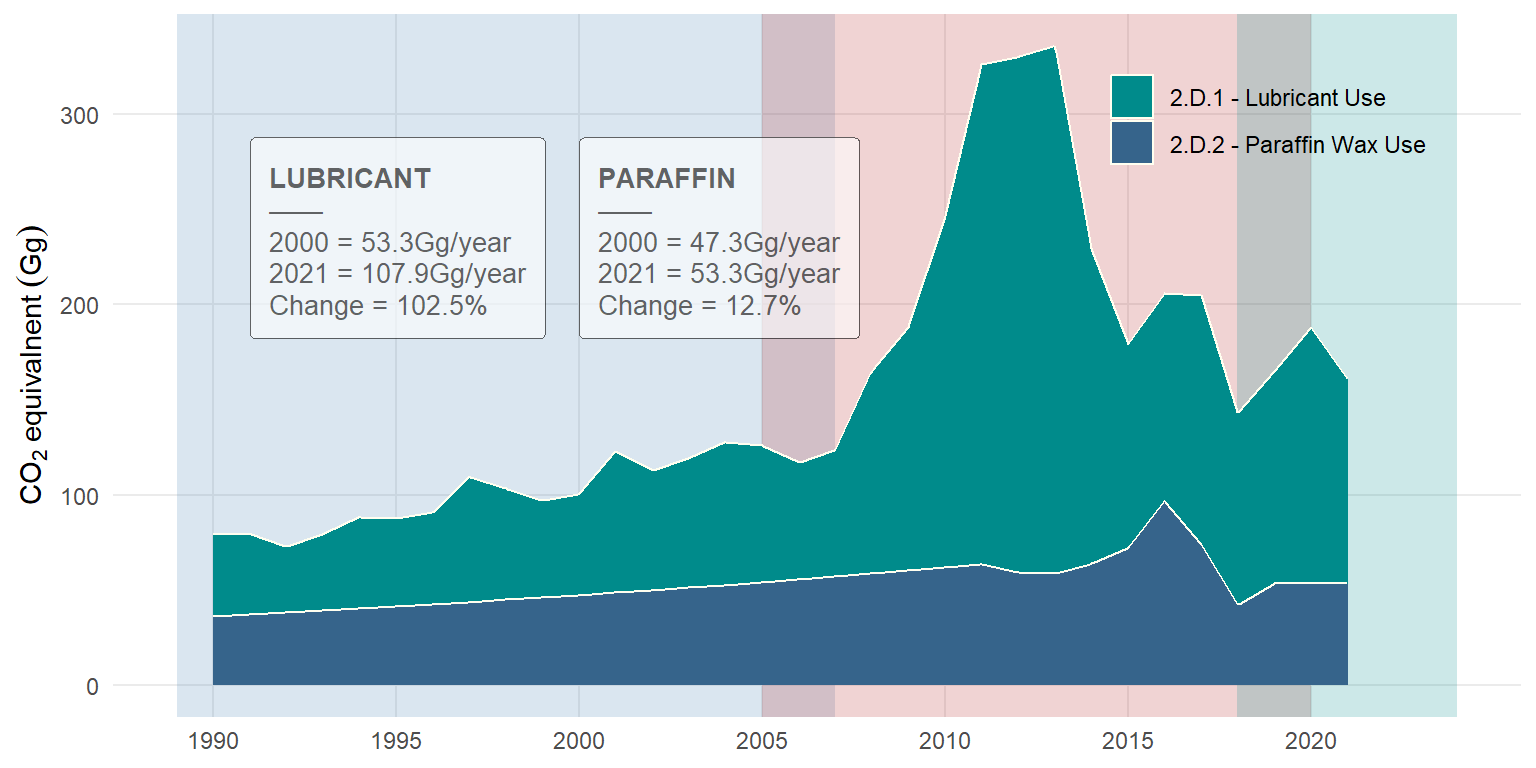 CO₂ equivalnent (Gg)
300
200
100
0
LUBRICANT
2000 = 53.3Gg/year
2021 = 107.9Gg/year
Change = 102.5%
PARAFFIN
2000 = 47.3Gg/year
2021 = 53.3Gg/year
Change = 12.7%
2.D.1 - Lubricant Use
2.D.2 - Paraffin Wax Use
1990 1995 2000 2005 2010 2015 2020